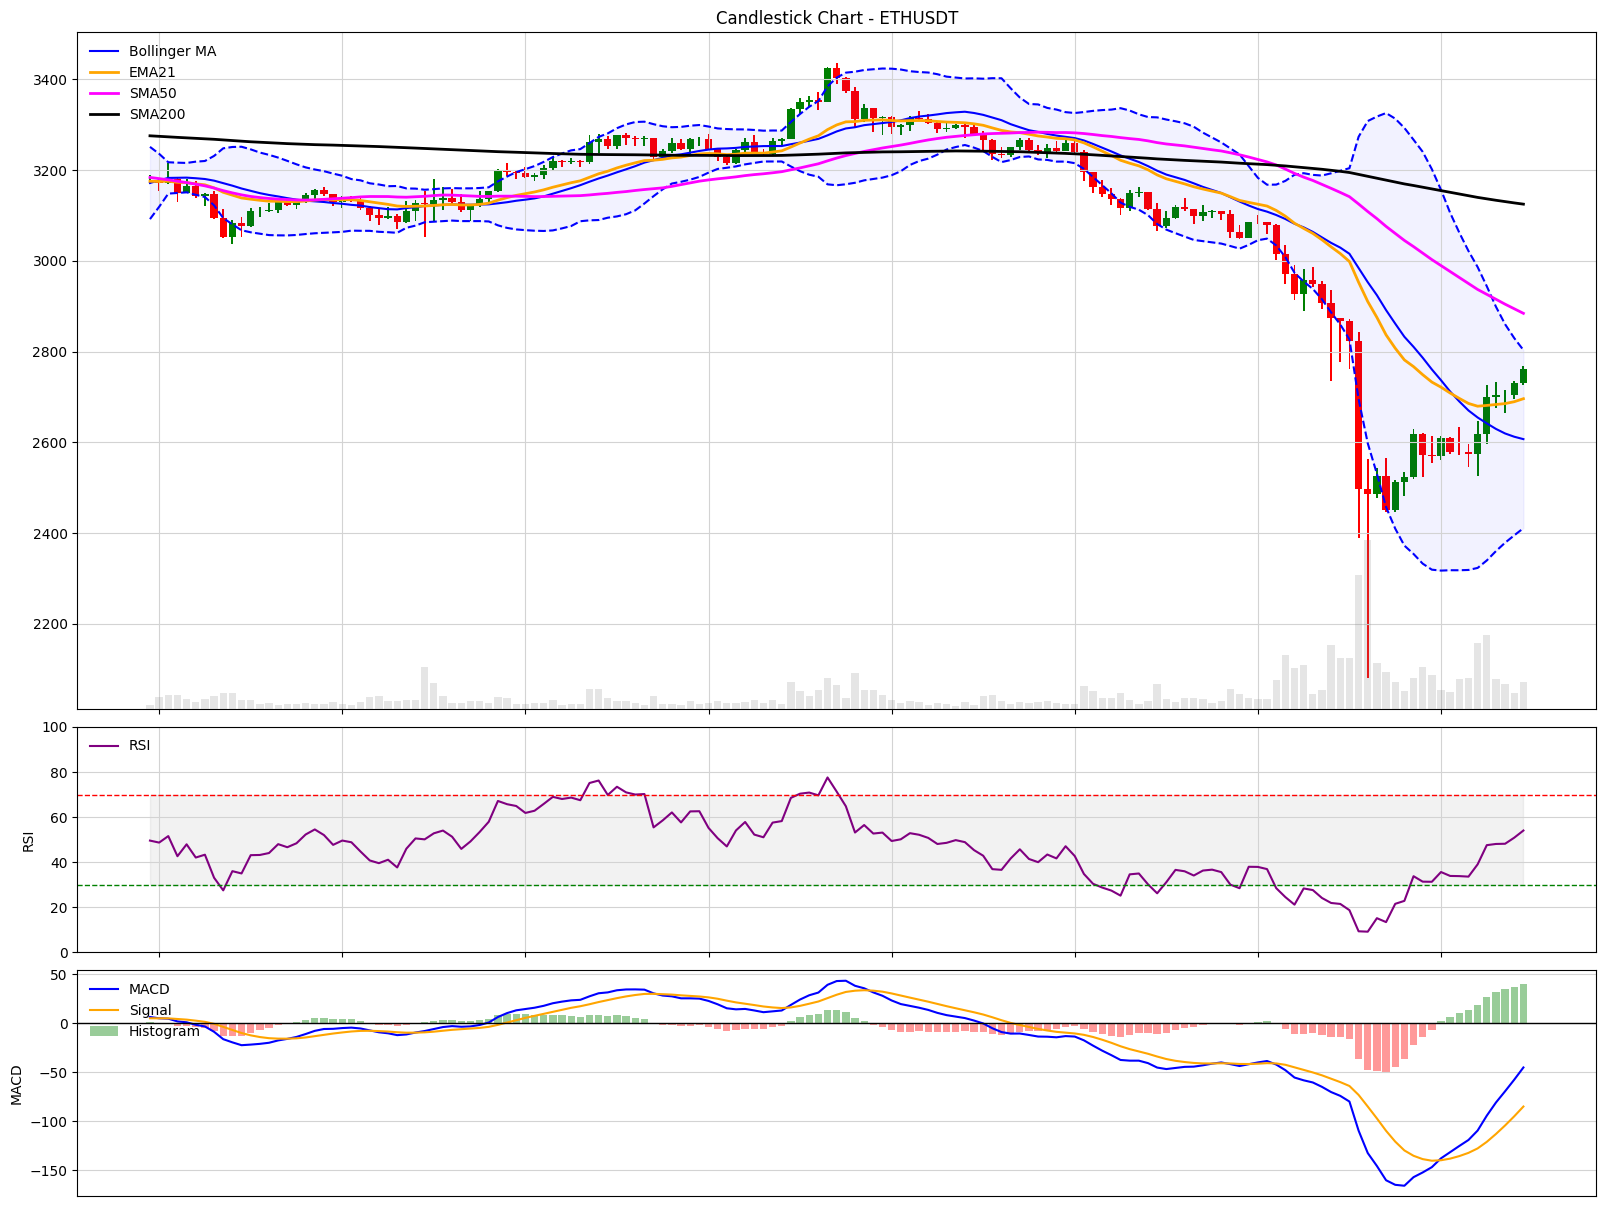 Candlestick Chart - ETHUSDT
Bollinger MA
EMA21
SMA50
SMA200
3400
3200
3000
2800
2600
2400
2200
RSI
100
80
60
40
20
0
RSI
MACD
Signal
Histogram
50
0
−50
−100
−150
MACD